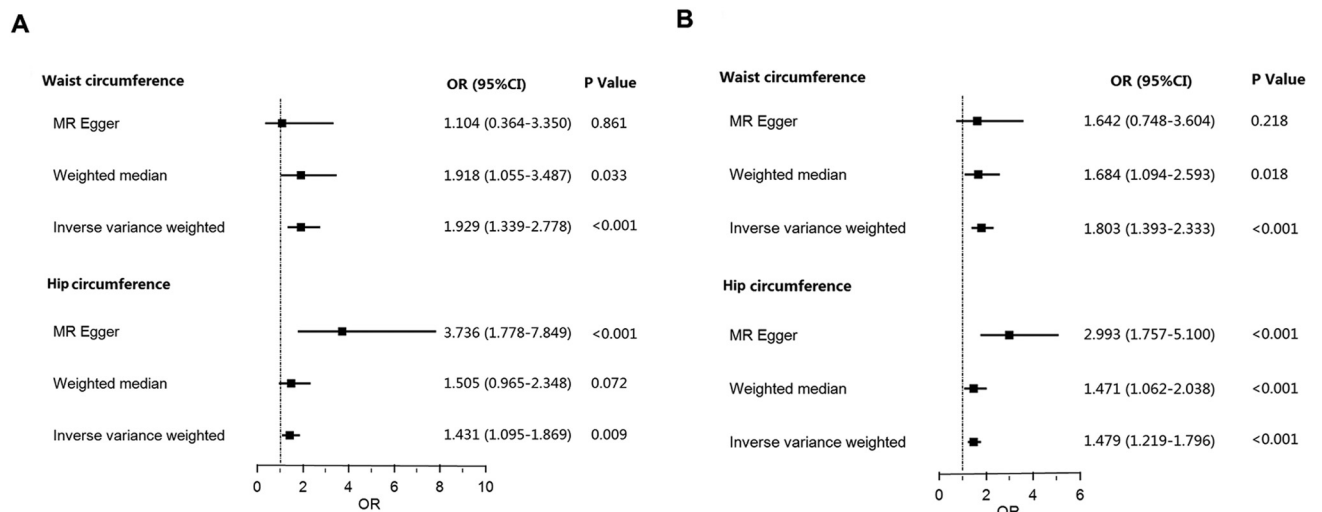 A
Waist circumference OR (95%CI) P Value
MR Egger 1.104 (0.364-3.350) 0.861
Weighted median 1.918 (1.055-3.487) 0.033
Inverse variance weighted 1.929 (1.339-2.778) <0.001
Hip circumference
MR Egger 3.736 (1.778-7.849) <0.001
Weighted median 1.505 (0.965-2.348) 0.072
Inverse variance weighted 1.431 (1.095-1.869) 0.009
0 2 4 6 8 10
OR
B
Waist circumference OR (95%CI) P Value
MR Egger 1.642 (0.748-3.604) 0.218
Weighted median 1.684 (1.094-2.593) 0.018
Inverse variance weighted 1.803 (1.393-2.333) <0.001
Hip circumference
MR Egger 2.993 (1.757-5.100) <0.001
Weighted median 1.471 (1.062-2.038) <0.001
Inverse variance weighted 1.479 (1.219-1.796) <0.001
0 2 4 6
OR